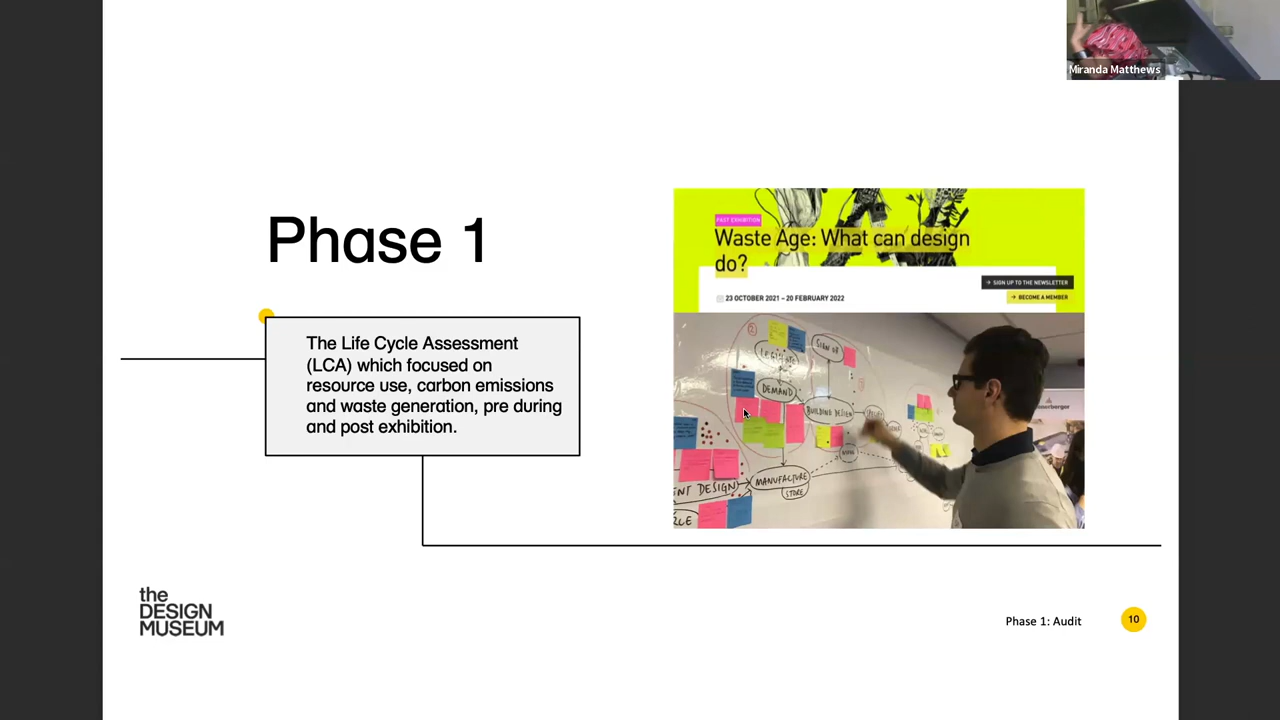 Miranda Matthews
Phase 1
The Life Cycle Assessment
(LCA) which focused on
resource use, carbon emissions
and waste generation, pre during
and post exhibition.
PAST EXHIBITION
Waste Age: What can design
do?
→ SIGN UP TO THE NEWSLETTER
23 OCTOBER 2021 – 20 FEBRUARY 2022
→ BECOME A MEMBER
DEMAND
BUILDING DESIGN
MANUFACTURE
STORE
NT DESIGN
the
DESIGN
MUSEUM
Phase 1: Audit
10